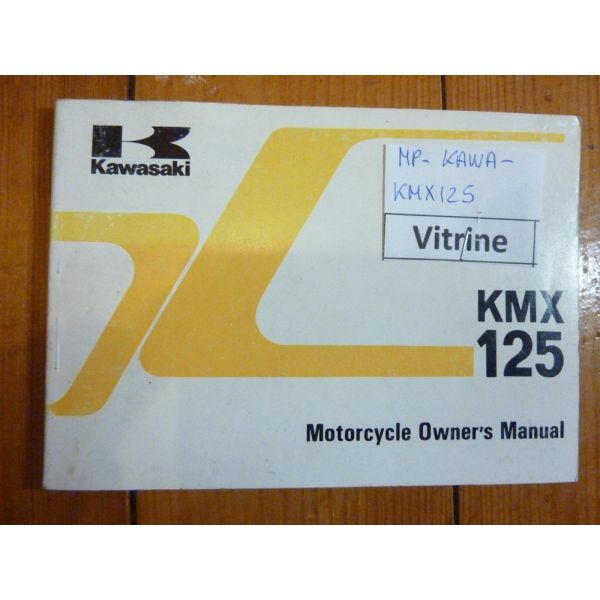 Kawasaki
MP- KAWA-
KMX125
Vitrine
KMX
125
Motorcycle Owner's Manual